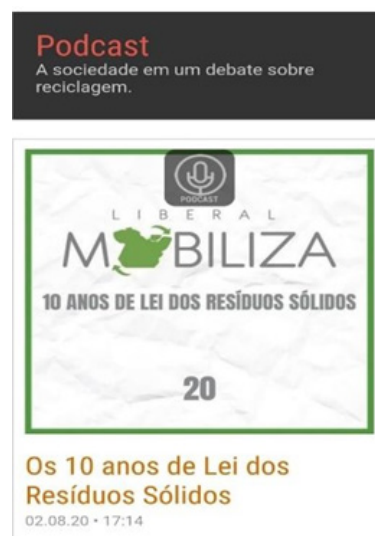 Podcast
A sociedade em um debate sobre
reciclagem.
PODCAST
LIBERAL
MOBILIZA
10 ANOS DE LEI DOS RESÍDUOS SÓLIDOS
20
Os 10 anos de Lei dos
Resíduos Sólidos
02.08.20 • 17:14